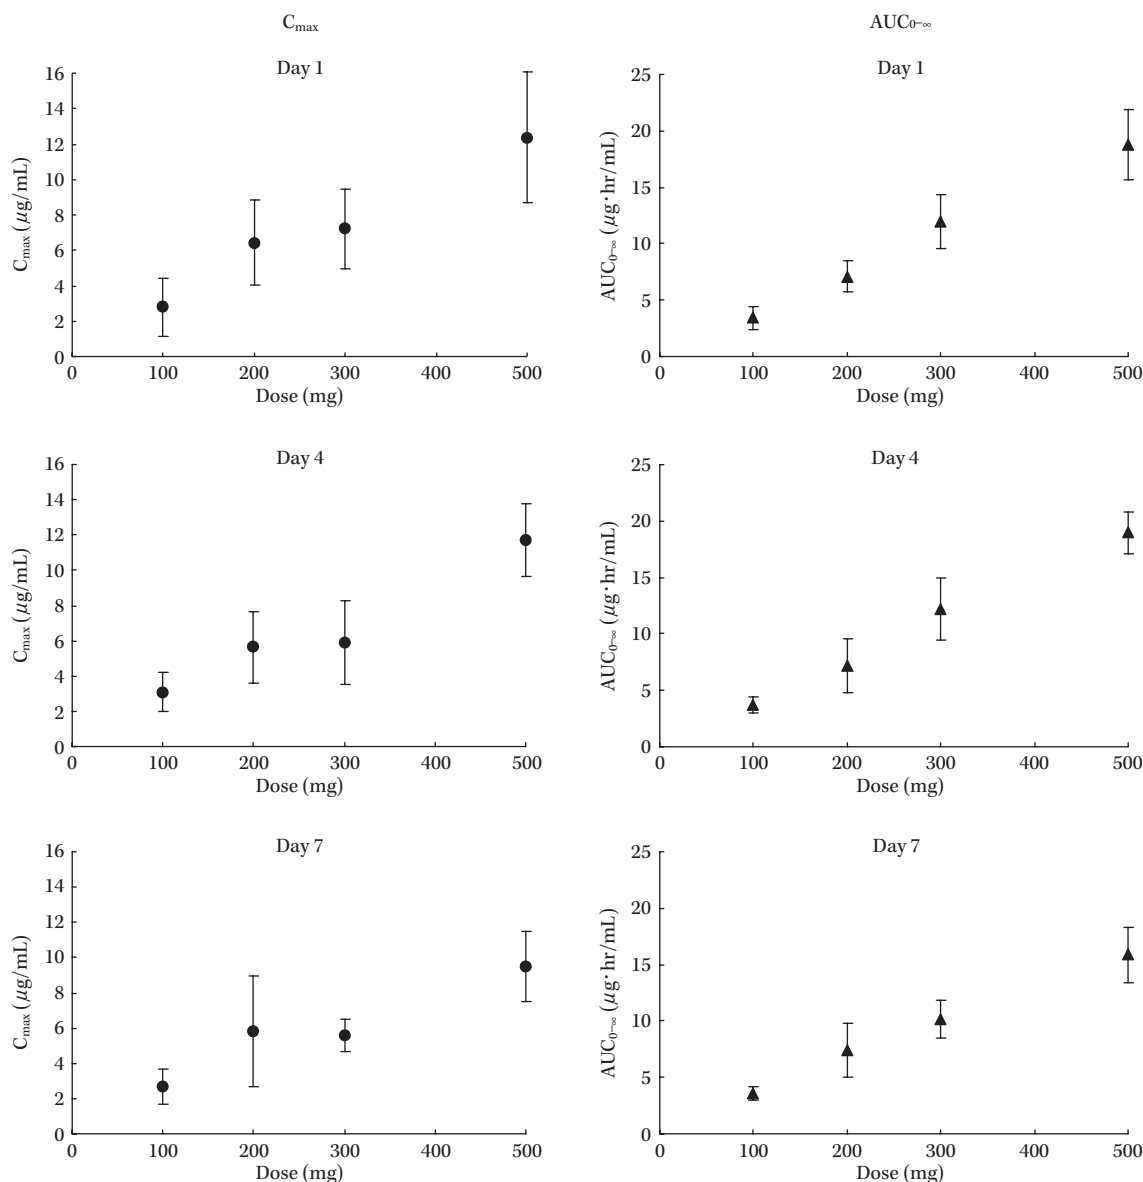 Cmax
AUC0–∞
Day 1
Cmax (μg/mL)
16
14
12
10
8
6
4
2
0
0 100 200 300 400 500
Dose (mg)
Day 1
AUC0–∞ (μg·hr/mL)
25
20
15
10
5
0
0 100 200 300 400 500
Dose (mg)
Day 4
Cmax (μg/mL)
16
14
12
10
8
6
4
2
0
0 100 200 300 400 500
Dose (mg)
Day 4
AUC0–∞ (μg·hr/mL)
25
20
15
10
5
0
0 100 200 300 400 500
Dose (mg)
Day 7
Cmax (μg/mL)
16
14
12
10
8
6
4
2
0
0 100 200 300 400 500
Dose (mg)
Day 7
AUC0–∞ (μg·hr/mL)
25
20
15
10
5
0
0 100 200 300 400 500
Dose (mg)